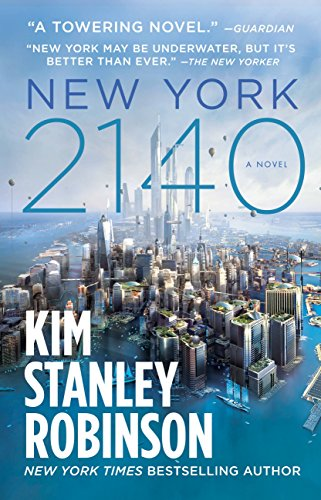 “A TOWERING NOVEL.” —GUARDIAN
“NEW YORK MAY BE UNDERWATER, BUT IT’S
BETTER THAN EVER.” —THE NEW YORKER
NEW YORK
2140
A NOVEL
KIM
STANLEY
ROBINSON
NEW YORK TIMES BESTSELLING AUTHOR